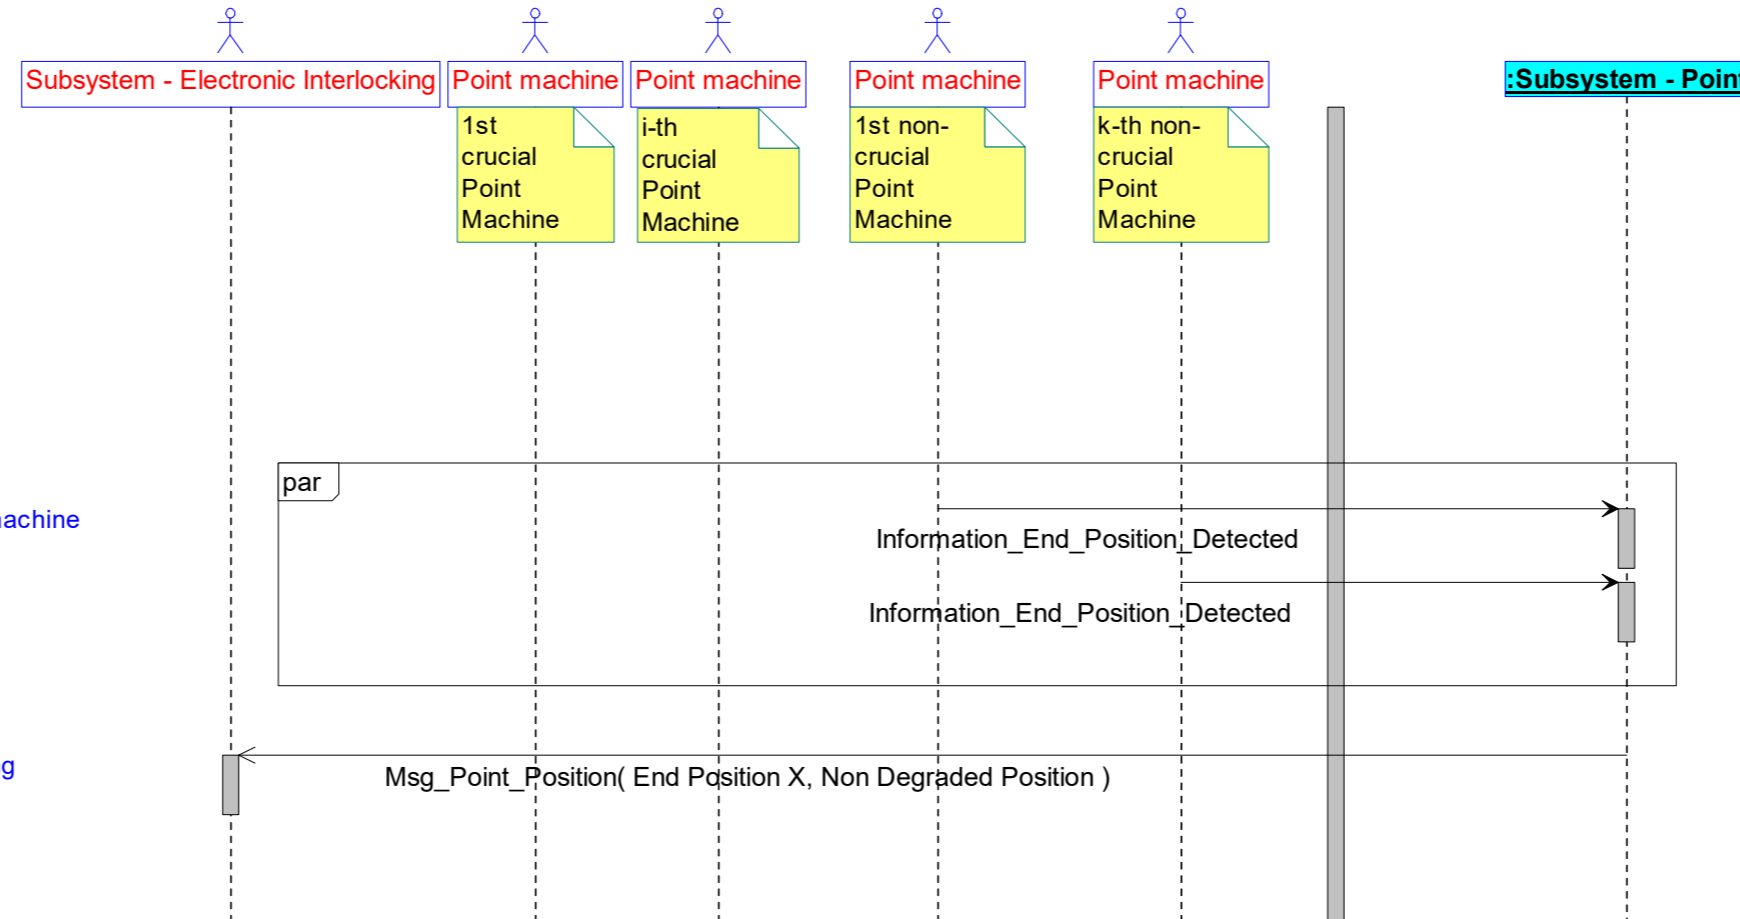 Subsystem - Electronic Interlocking
Point machine
Point machine
Point machine
Point machine
:Subsystem - Point
1st
crucial
Point
Machine
i-th
crucial
Point
Machine
1st non-
crucial
Point
Machine
k-th non-
crucial
Point
Machine
par
achine
Information_End_Position_Detected
Information_End_Position_Detected
g
Msg_Point_Position( End Position X, Non Degraded Position )